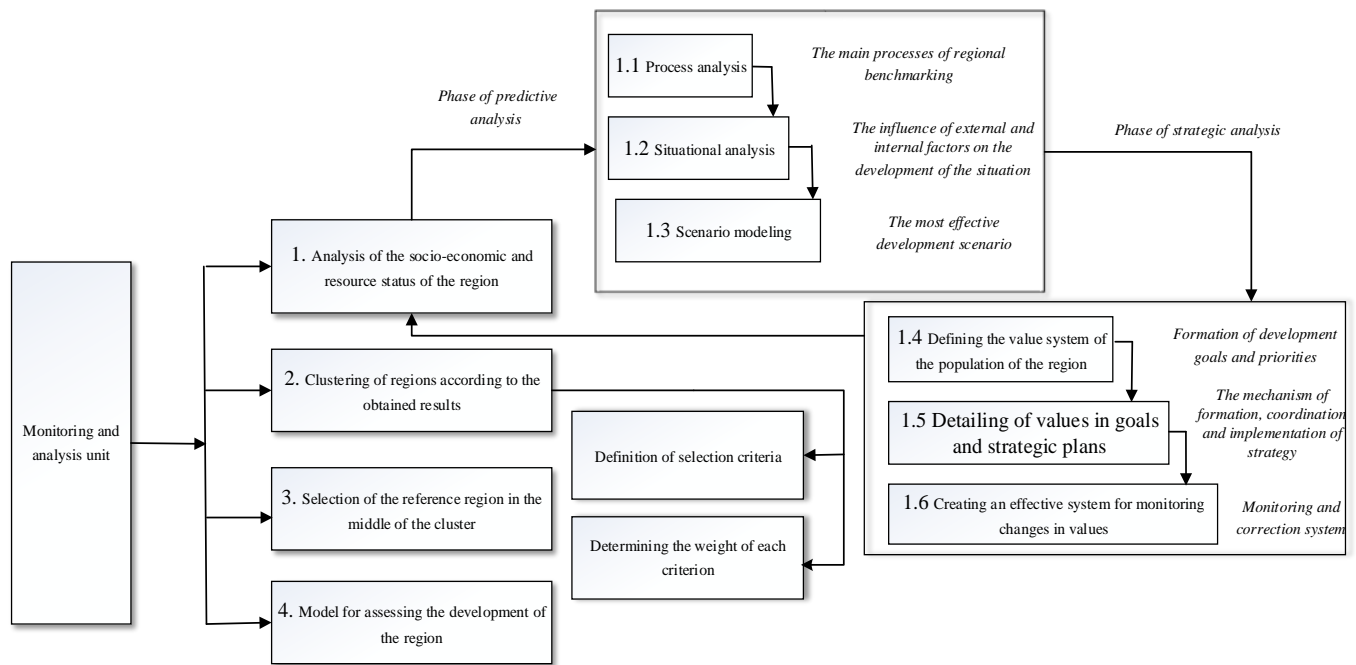 1.1 Process analysis
The main processes of regional
benchmarking
Phase of predictive
analysis
1.2 Situational analysis
The influence of external and
internal factors on the
development of the situation
Phase of strategic analysis
1.3 Scenario modeling
The most effective
development scenario
Monitoring and
analysis unit
1. Analysis of the socio-economic and
resource status of the region
2. Clustering of regions according to the
obtained results
Definition of selection criteria
Determining the weight of each
criterion
3. Selection of the reference region in the
middle of the cluster
4. Model for assessing the development of
the region
1.4 Defining the value system of
the population of the region
Formation of development
goals and priorities
1.5 Detailing of values in goals
and strategic plans
The mechanism of
formation, coordination
and implementation of
strategy
1.6 Creating an effective system for monitoring
changes in values
Monitoring and
correction system